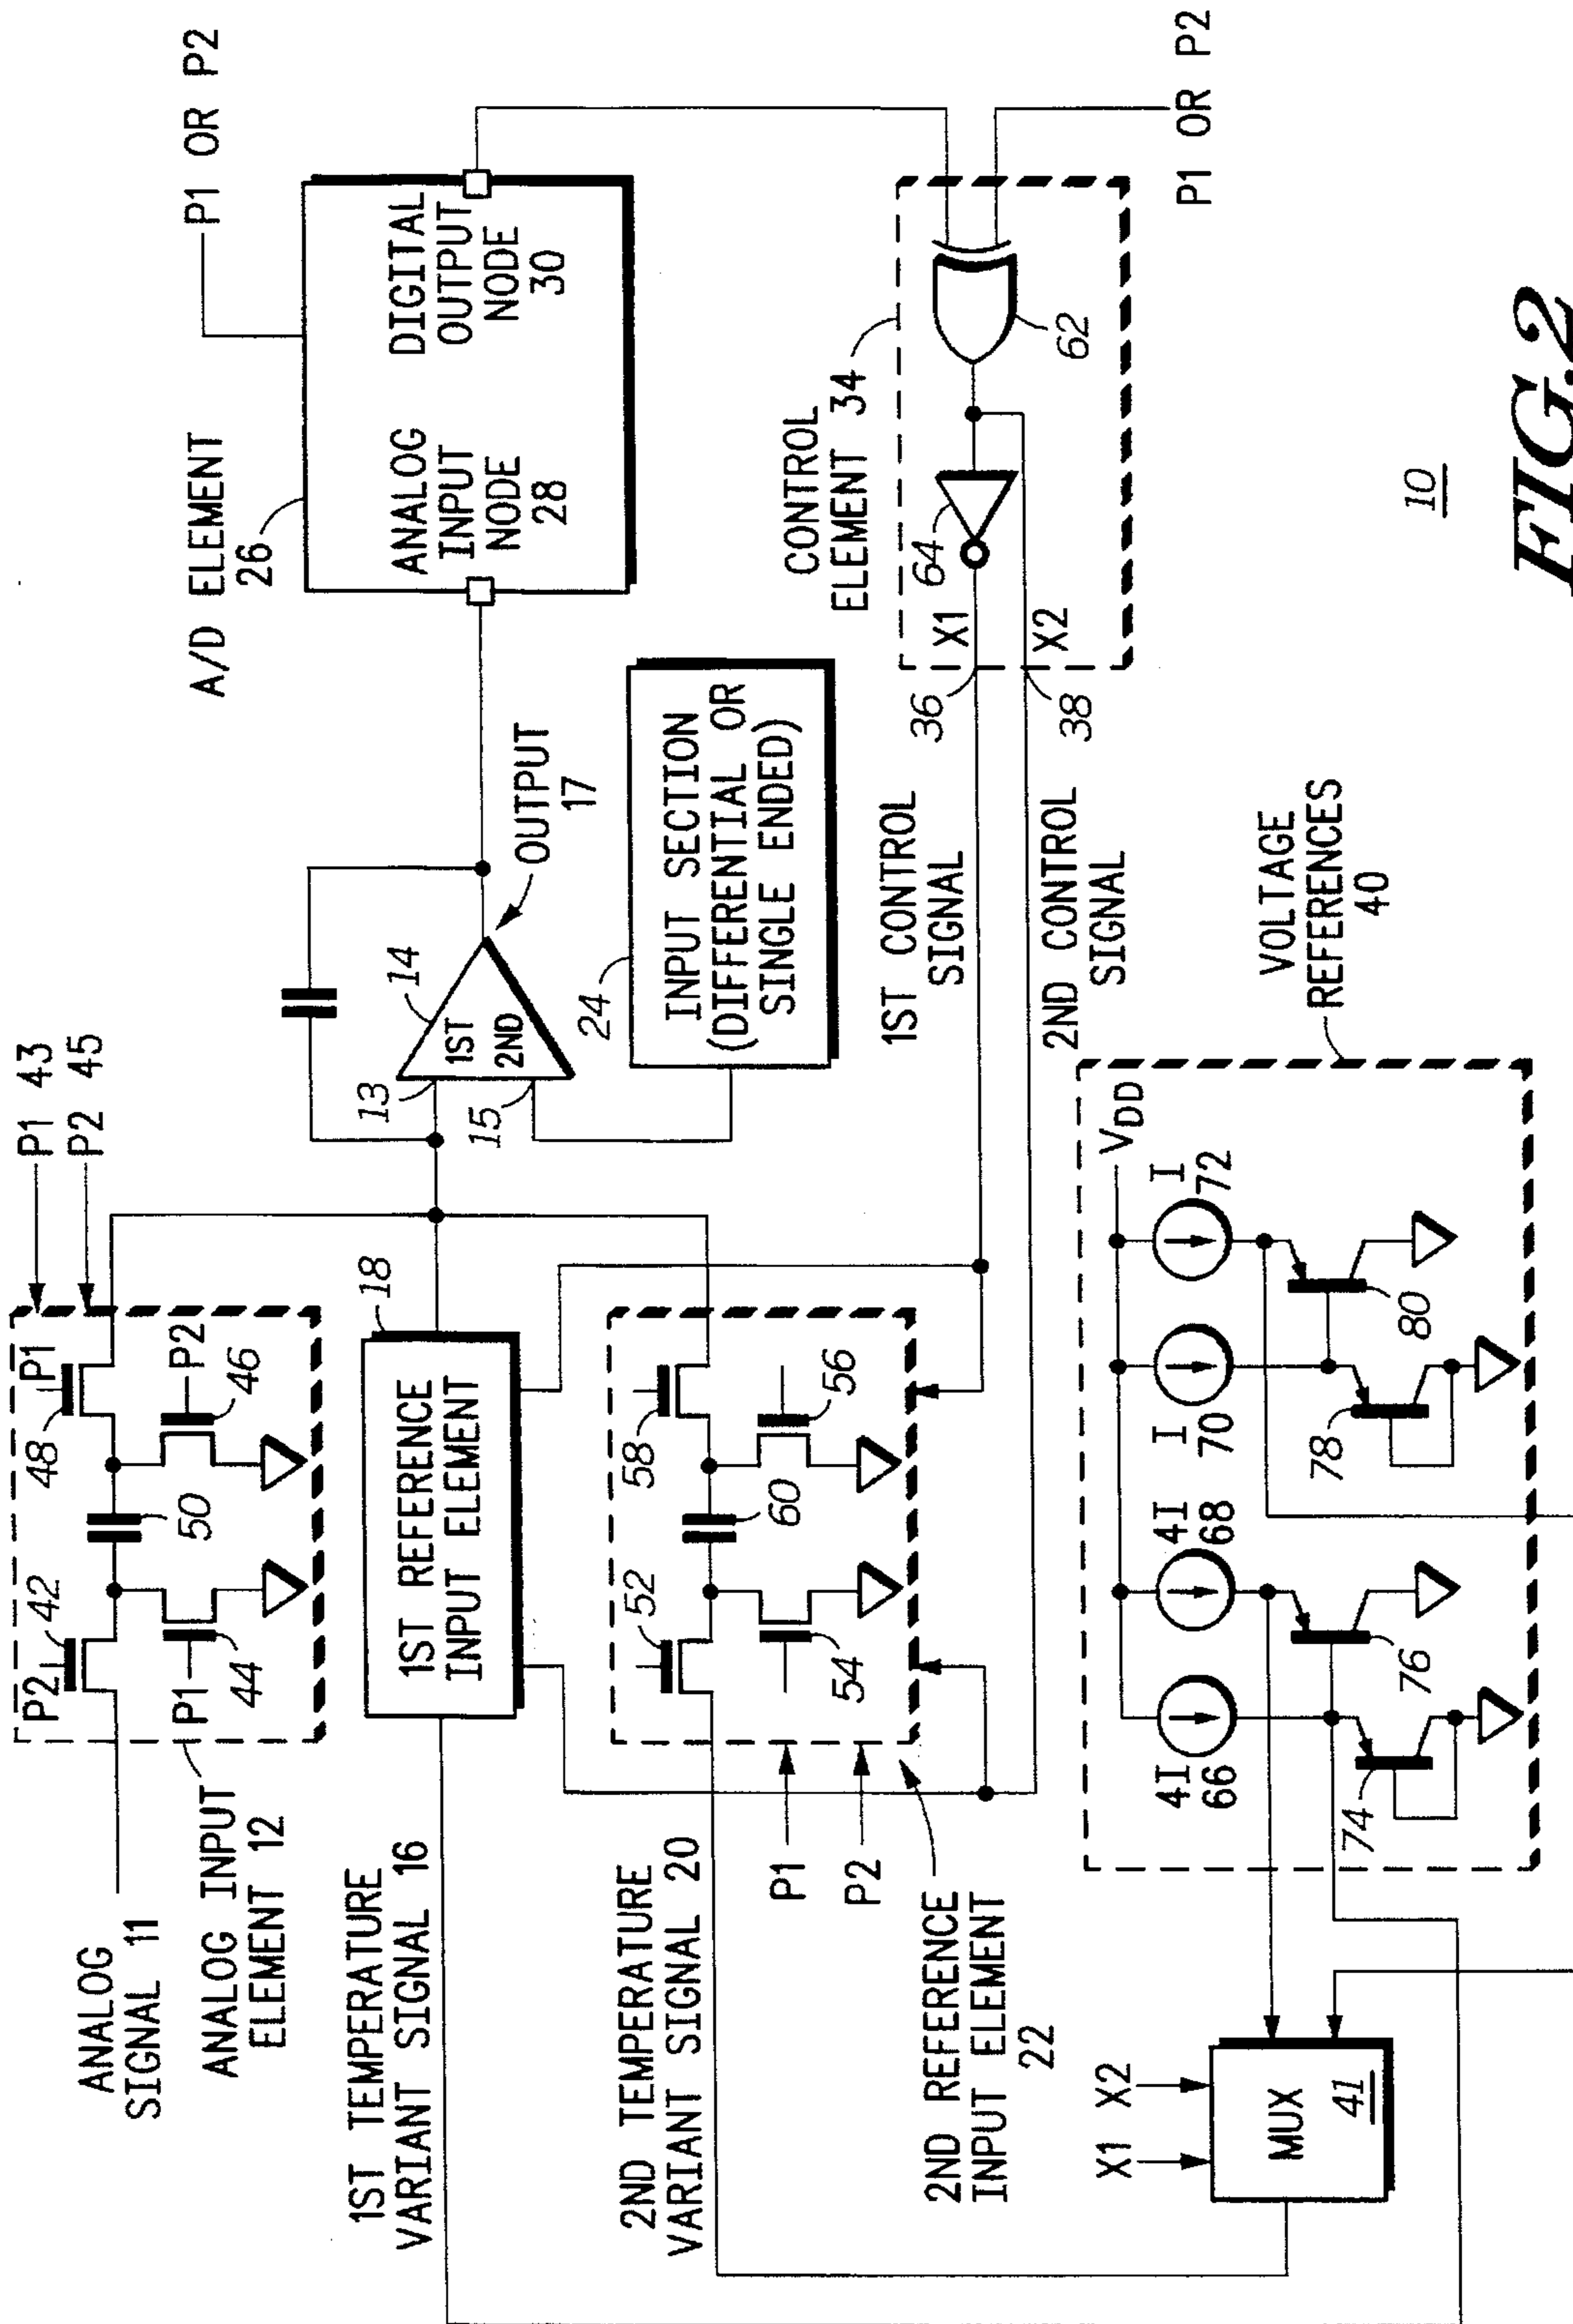 ANALOG
SIGNAL 11
ANALOG INPUT
ELEMENT 12
P2
42
P1
44
50
48
P1
P2
46
P1 43
P2 45
1ST TEMPERATURE
VARIANT SIGNAL 16
1ST REFERENCE
INPUT ELEMENT
18
2ND TEMPERATURE
VARIANT SIGNAL 20
52
54
60
58
56
P1
P2
2ND REFERENCE
INPUT ELEMENT
22
13
15
1ST
2ND
14
OUTPUT
17
24
INPUT SECTION
(DIFFERENTIAL OR
SINGLE ENDED)
A/D ELEMENT
26
ANALOG
INPUT
NODE
28
DIGITAL
OUTPUT
NODE
30
P1 OR P2
CONTROL
ELEMENT 34
64
62
X1
X2
36
38
P1 OR P2
1ST CONTROL
SIGNAL
2ND CONTROL
SIGNAL
X1 X2
MUX
41
VOLTAGE
REFERENCES
40
VDD
4I
66
4I
68
I
70
I
72
74
76
78
80
10
FIG.2